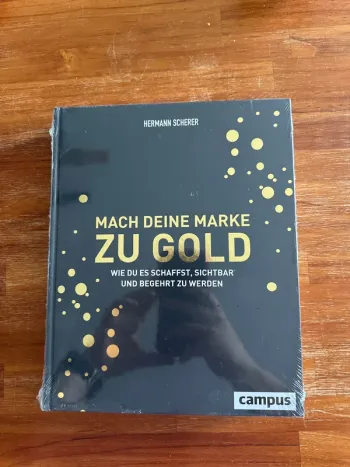 HERMANN SCHERER
MACH DEINE MARKE
ZU GOLD
WIE DU ES SCHAFFST, SICHTBAR
UND BEGEHRT ZU WERDEN
campus